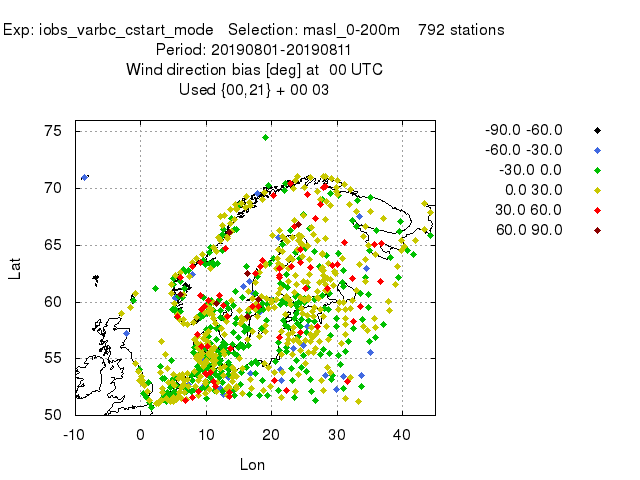 Exp: iobs_varbc_cstart_mode Selection: masl_0-200m 792 stations
Period: 20190801-20190811
Wind direction bias [deg] at 00 UTC
Used {00,21} + 00 03
75
70
65
60
55
50
Lat
-10 0 10 20 30 40
Lon
-90.0 -60.0
-60.0 -30.0
-30.0 0.0
0.0 30.0
30.0 60.0
60.0 90.0